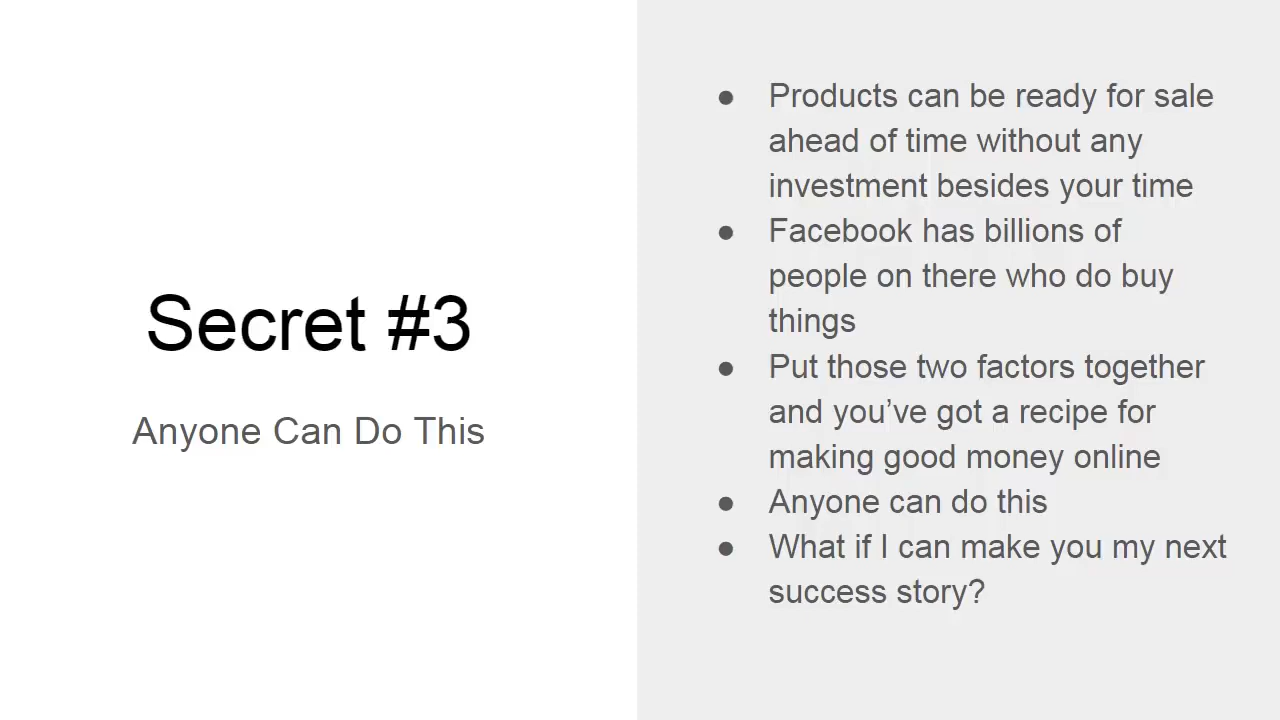 Secret #3
Anyone Can Do This
● Products can be ready for sale
ahead of time without any
investment besides your time
● Facebook has billions of
people on there who do buy
things
● Put those two factors together
and you’ve got a recipe for
making good money online
● Anyone can do this
● What if I can make you my next
success story?